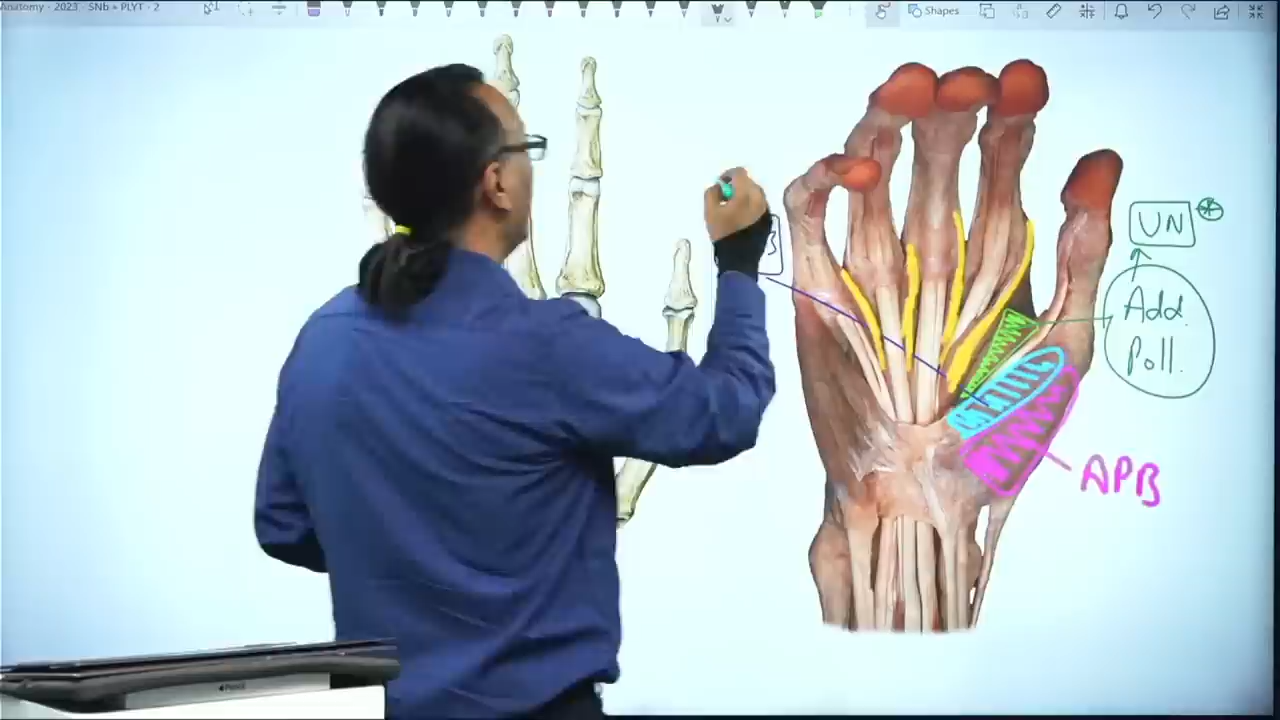 Anatomy - 2023 SNb + PLYT - 2
Shapes
UN
Add.
Poll.
APB